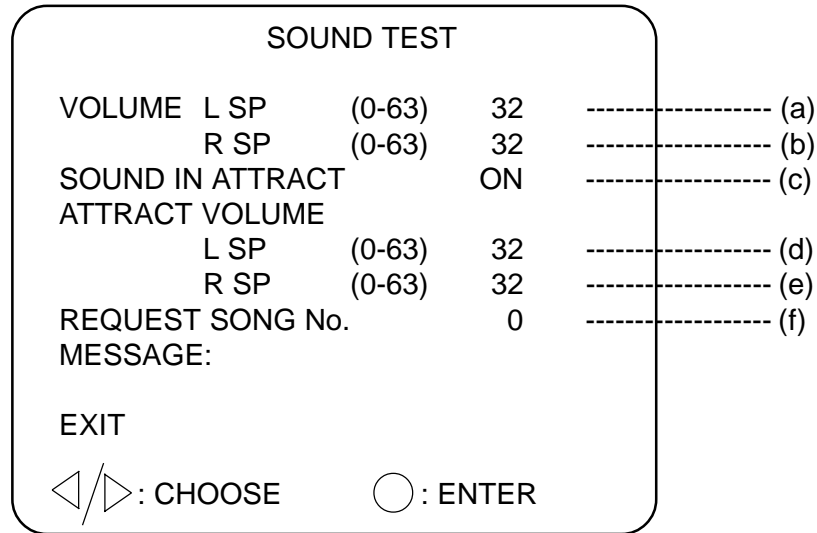 SOUND TEST
VOLUME L SP (0-63) 32 ------------------- (a)
R SP (0-63) 32 ------------------- (b)
SOUND IN ATTRACT ON ------------------- (c)
ATTRACT VOLUME
L SP (0-63) 32 ------------------- (d)
R SP (0-63) 32 ------------------- (e)
REQUEST SONG No. 0 ------------------- (f)
MESSAGE:
EXIT
◁/▷: CHOOSE ◯: ENTER